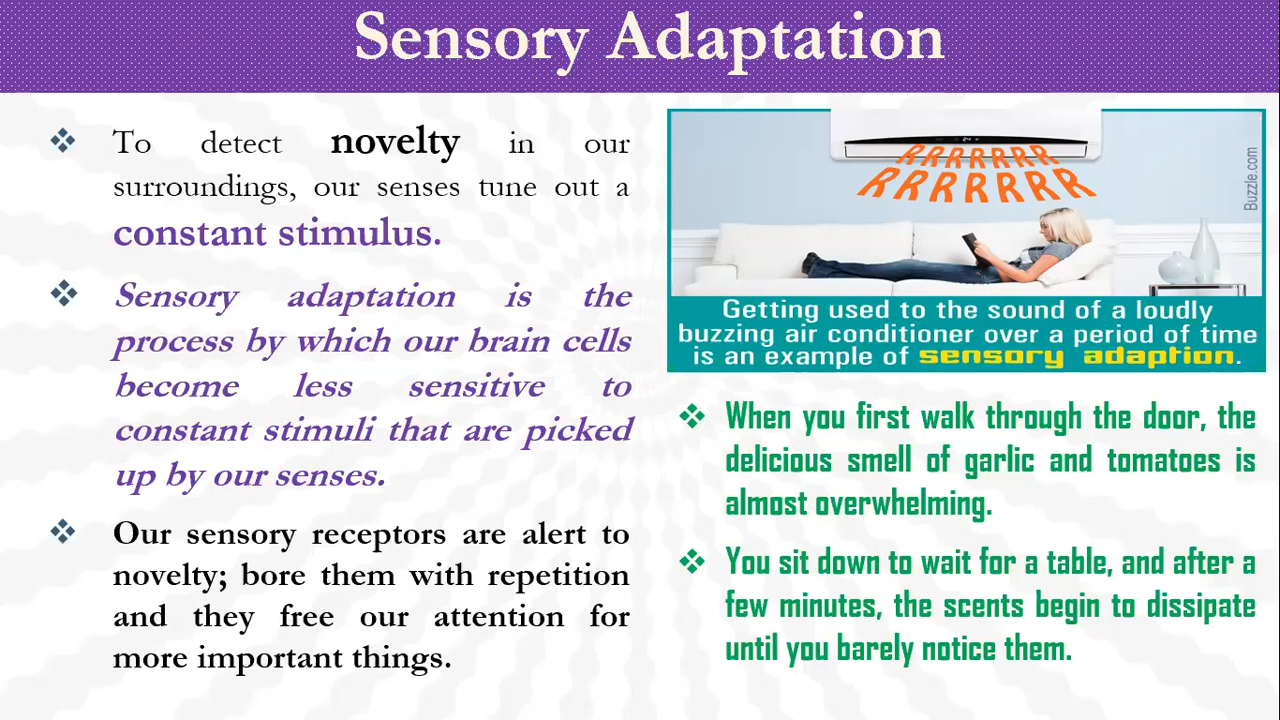 Sensory Adaptation
❖ To detect novelty in our
surroundings, our senses tune out a
constant stimulus.
❖ Sensory adaptation is the
process by which our brain cells
become less sensitive to
constant stimuli that are picked
up by our senses.
❖ Our sensory receptors are alert to
novelty; bore them with repetition
and they free our attention for
more important things.
RRRRRRR
RRRRRRR
Buzzle.com
Getting used to the sound of a loudly
buzzing air conditioner over a period of time
is an example of sensory adaption.
❖ When you first walk through the door, the
delicious smell of garlic and tomatoes is
almost overwhelming.
❖ You sit down to wait for a table, and after a
few minutes, the scents begin to dissipate
until you barely notice them.